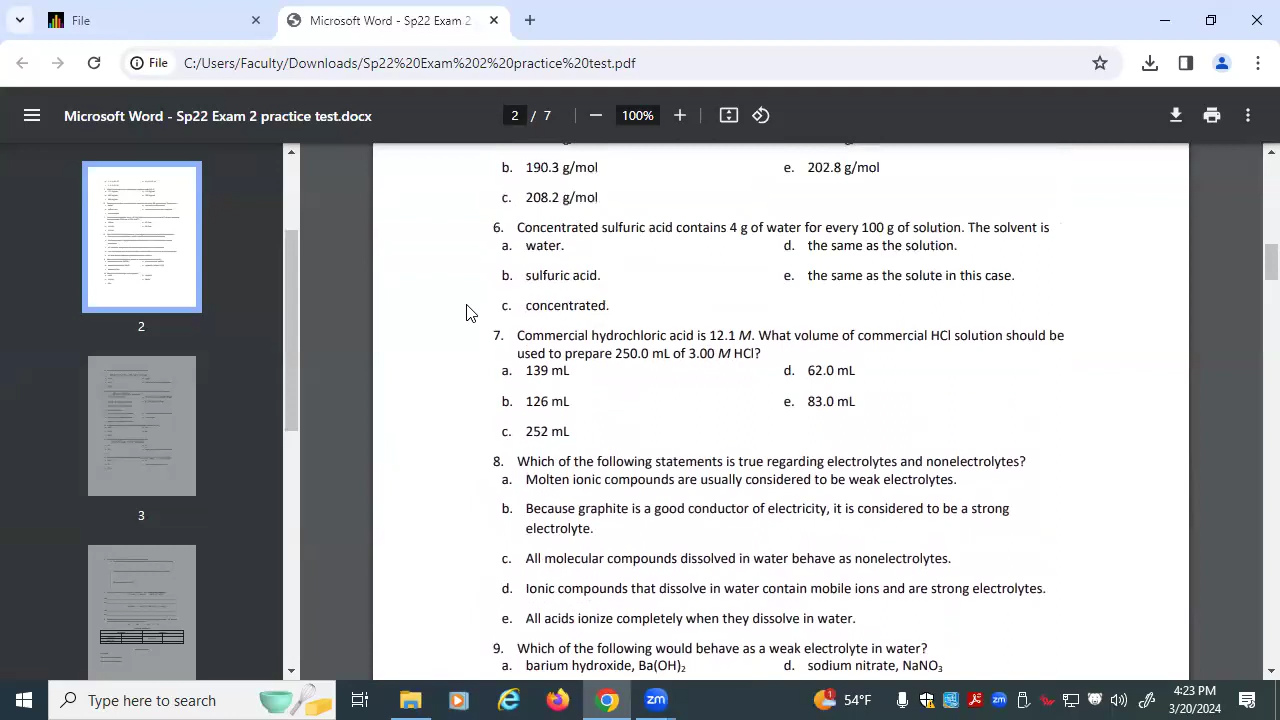 File
Microsoft Word - Sp22 Exam 2
File C:/Users/Faculty/Downloads/Sp22%20Exam%202%20practice%20test.pdf
Microsoft Word - Sp22 Exam 2 practice test.docx 2 / 7 100%
b. 190.3 g/mol e. 202.8 g/mol
c. 218.2 g/mol
6. Concentrated sulfuric acid contains 4 g of water for every 100 g of solution. The solvent is
a. water. d. the same as the solution.
b. sulfuric acid. e. the same as the solute in this case.
c. concentrated.
7. Commercial hydrochloric acid is 12.1 M. What volume of commercial HCl solution should be
used to prepare 250.0 mL of 3.00 M HCl?
a. 139 mL d. 62.0 mL
b. 126 mL e. 83.0 mL
c. 252 mL
8. Which of the following statements is true regarding electrolytes and nonelectrolytes?
a. Molten ionic compounds are usually considered to be weak electrolytes.
b. Because graphite is a good conductor of electricity, it is considered to be a strong
electrolyte.
c. All molecular compounds dissolved in water behave as nonelectrolytes.
d. Ionic compounds that dissolve in water contain mobile ions and are strong electrolytes.
e. All acids ionize completely when they dissolve in water.
9. Which of the following would behave as a weak electrolyte in water?
a. barium hydroxide, Ba(OH)₂ d. sodium nitrate, NaNO₃
2
3
Type here to search
1
54°F
zm
4:23 PM
3/20/2024